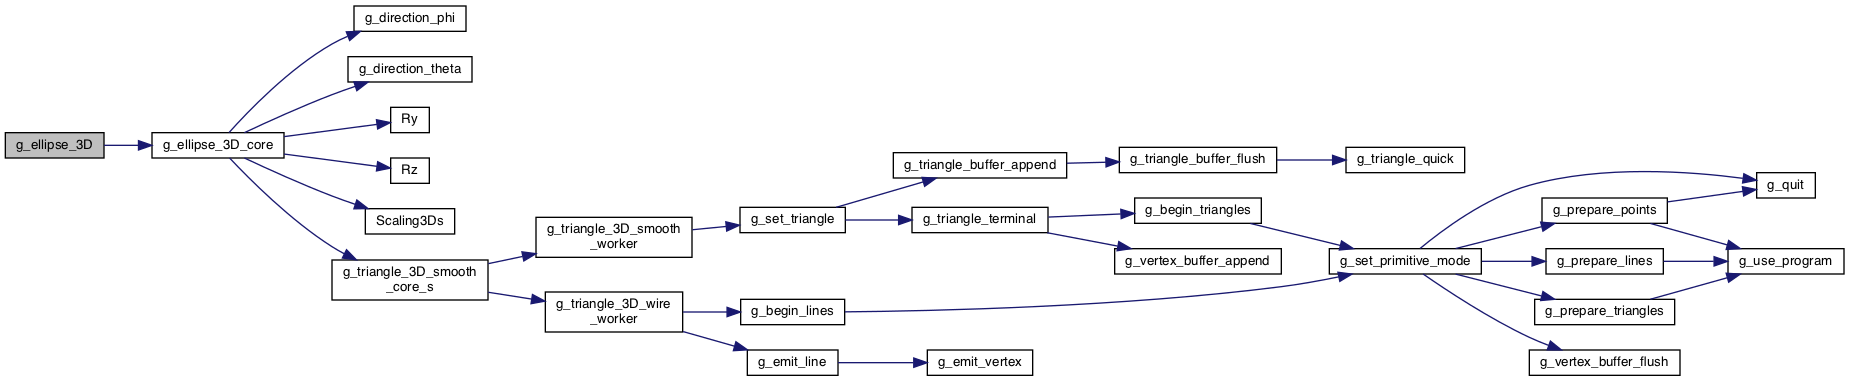 g_ellipse_3D
g_ellipse_3D_core
g_direction_phi
g_direction_theta
Ry
Rz
Scaling3Ds
g_triangle_3D_smooth
_core_s
g_triangle_3D_smooth
_worker
g_triangle_3D_wire
_worker
g_set_triangle
g_begin_lines
g_emit_line
g_triangle_buffer_append
g_triangle_terminal
g_emit_vertex
g_triangle_buffer_flush
g_begin_triangles
g_vertex_buffer_append
g_triangle_quick
g_set_primitive_mode
g_prepare_points
g_prepare_lines
g_prepare_triangles
g_vertex_buffer_flush
g_quit
g_use_program